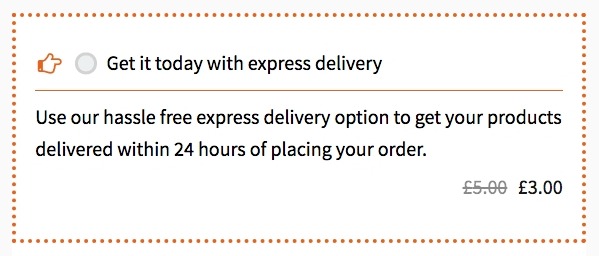 Get it today with express delivery
Use our hassle free express delivery option to get your products
delivered within 24 hours of placing your order.
£5.00 £3.00